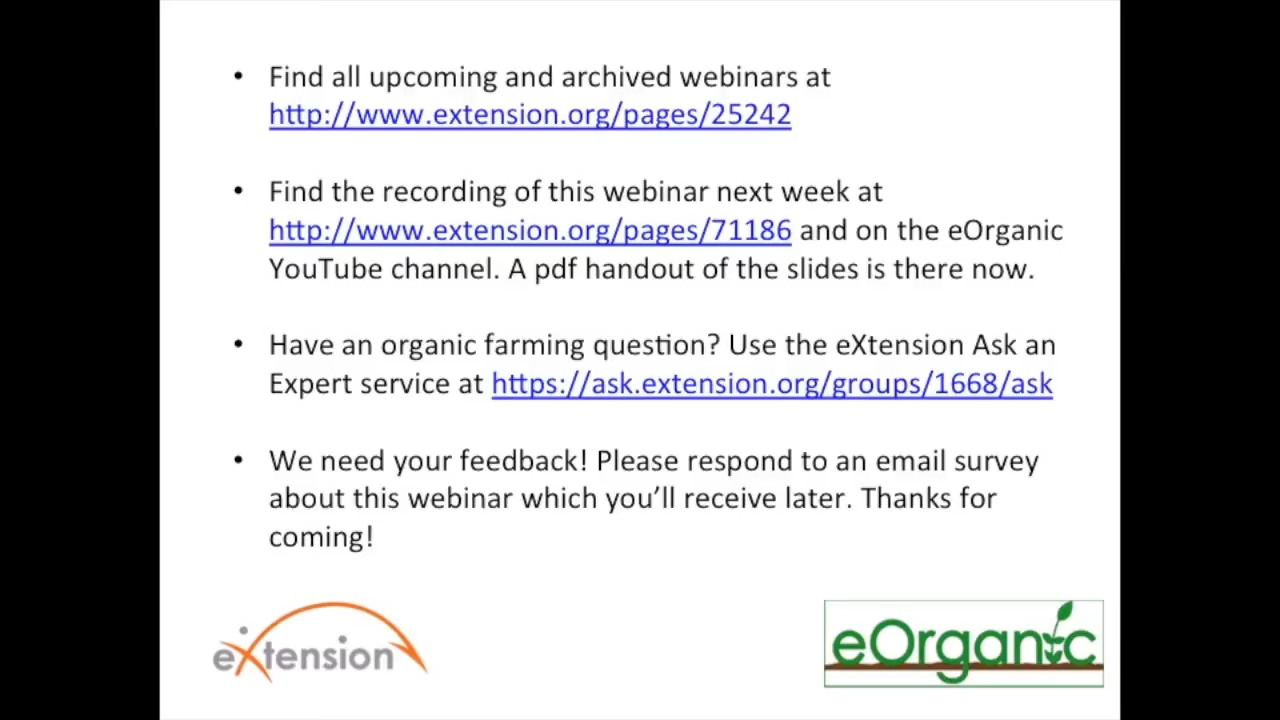 • Find all upcoming and archived webinars at
http://www.extension.org/pages/25242
• Find the recording of this webinar next week at
http://www.extension.org/pages/71186 and on the eOrganic
YouTube channel. A pdf handout of the slides is there now.
• Have an organic farming question? Use the eXtension Ask an
Expert service at https://ask.extension.org/groups/1668/ask
• We need your feedback! Please respond to an email survey
about this webinar which you’ll receive later. Thanks for
coming!
eXtension
eOrganic